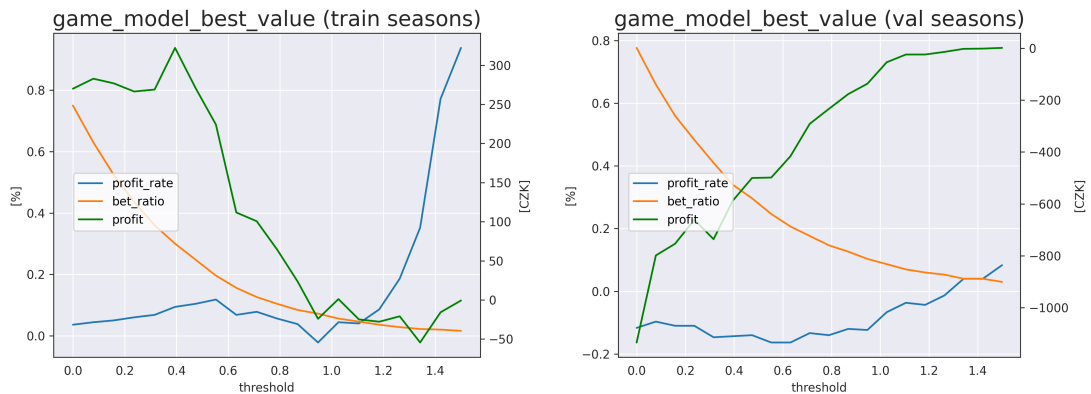 game_model_best_value (train seasons)
0.8
0.6
0.4
0.2
0.0
[%]
profit_rate
bet_ratio
profit
300
250
200
150
100
50
0
−50
[CZK]
0.0 0.2 0.4 0.6 0.8 1.0 1.2 1.4
threshold
game_model_best_value (val seasons)
0.8
0.6
0.4
0.2
0.0
−0.2
[%]
profit_rate
bet_ratio
profit
0
−200
−400
−600
−800
−1000
[CZK]
0.0 0.2 0.4 0.6 0.8 1.0 1.2 1.4
threshold